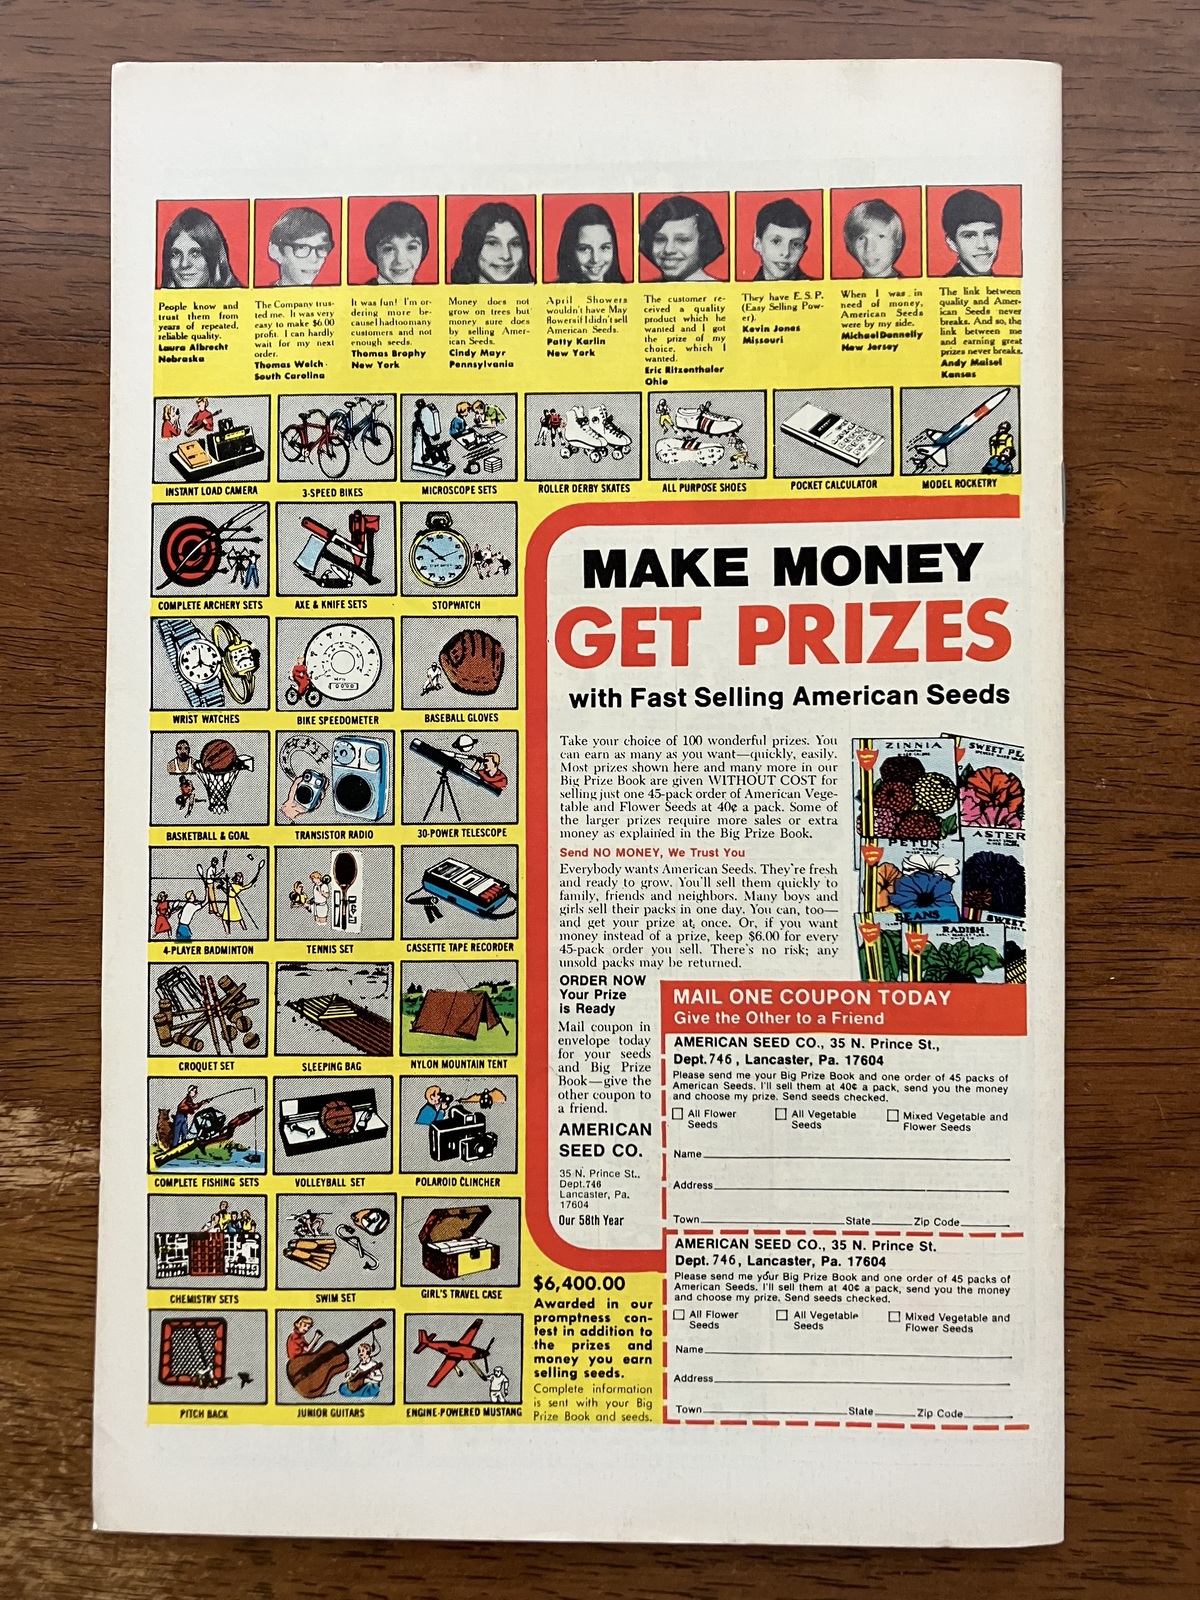 People know and
trust them from
years of repeated,
reliable quality.
Laura Albrecht
Nebraska
The Company trus-
ted me. It was very
easy to make $6.00
profit. I can hardly
wait for my next
order.
Thomas Welch
South Carolina
It was fun! I'm or-
dering more be-
cause I had too many
customers and not
enough seeds.
Thomas Brophy
New York
Money does not
grow on trees but
money sure does
by selling Amer-
ican Seeds.
Cindy Mayr
Pennsylvania
April Showers
wouldn't have May
flowers if I didn't sell
American Seeds.
Patty Karlin
New York
The customer re-
ceived a quality
product which he
wanted and I got
the prize of my
choice, which I
wanted.
Eric Ritzenthaler
Ohio
They have E.S.P.
(Easy Selling Pow-
er).
Kevin Jones
Missouri
When I was in
need of money,
American Seeds
were by my side.
Michael Donnelly
New Jersey
The link between
quality and Amer-
ican Seeds never
breaks. And so, the
link between me
and earning great
prizes never breaks.
Andy Maisel
Kansas
INSTANT LOAD CAMERA
3-SPEED BIKES
MICROSCOPE SETS
ROLLER DERBY SKATES
ALL PURPOSE SHOES
POCKET CALCULATOR
MODEL ROCKETRY
COMPLETE ARCHERY SETS
AXE & KNIFE SETS
STOPWATCH
WRIST WATCHES
BIKE SPEEDOMETER
BASEBALL GLOVES
BASKETBALL & GOAL
TRANSISTOR RADIO
30-POWER TELESCOPE
4-PLAYER BADMINTON
TENNIS SET
CASSETTE TAPE RECORDER
CROQUET SET
SLEEPING BAG
NYLON MOUNTAIN TENT
COMPLETE FISHING SETS
VOLLEYBALL SET
POLAROID CLINCHER
CHEMISTRY SETS
SWIM SET
GIRL'S TRAVEL CASE
PITCH BACK
JUNIOR GUITARS
ENGINE-POWERED MUSTANG
MAKE MONEY
GET PRIZES
with Fast Selling American Seeds
Take your choice of 100 wonderful prizes. You
can earn as many as you want—quickly, easily.
Most prizes shown here and many more in our
Big Prize Book are given WITHOUT COST for
selling just one 45-pack order of American Vege-
table and Flower Seeds at 40¢ a pack. Some of
the larger prizes require more sales or extra
money as explained in the Big Prize Book.
Send NO MONEY, We Trust You
Everybody wants American Seeds. They're fresh
and ready to grow. You'll sell them quickly to
family, friends and neighbors. Many boys and
girls sell their packs in one day. You can, too—
and get your prize at once. Or, if you want
money instead of a prize, keep $6.00 for every
45-pack order you sell. There's no risk; any
unsold packs may be returned.
ZINNIA
SWEET PE
PETUN
ASTER
BEANS
RADISH
SWEET
ORDER NOW
Your Prize
is Ready
Mail coupon in
envelope today
for your seeds
and Big Prize
Book—give the
other coupon to
a friend.
AMERICAN
SEED CO.
35 N. Prince St.,
Dept.746
Lancaster, Pa.
17604
Our 58th Year
$6,400.00
Awarded in our
promptness con-
test in addition to
the prizes and
money you earn
selling seeds.
Complete information
is sent with your Big
Prize Book and seeds.
MAIL ONE COUPON TODAY
Give the Other to a Friend
AMERICAN SEED CO., 35 N. Prince St.,
Dept.746, Lancaster, Pa. 17604
Please send me your Big Prize Book and one order of 45 packs of
American Seeds. I'll sell them at 40¢ a pack, send you the money
and choose my prize. Send seeds checked.
All Flower Seeds
All Vegetable Seeds
Mixed Vegetable and Flower Seeds
Name
Address
Town State Zip Code
AMERICAN SEED CO., 35 N. Prince St.
Dept. 746, Lancaster, Pa. 17604
Please send me your Big Prize Book and one order of 45 packs of
American Seeds. I'll sell them at 40¢ a pack, send you the money
and choose my prize. Send seeds checked.
All Flower Seeds
All Vegetable Seeds
Mixed Vegetable and Flower Seeds
Name
Address
Town State Zip Code